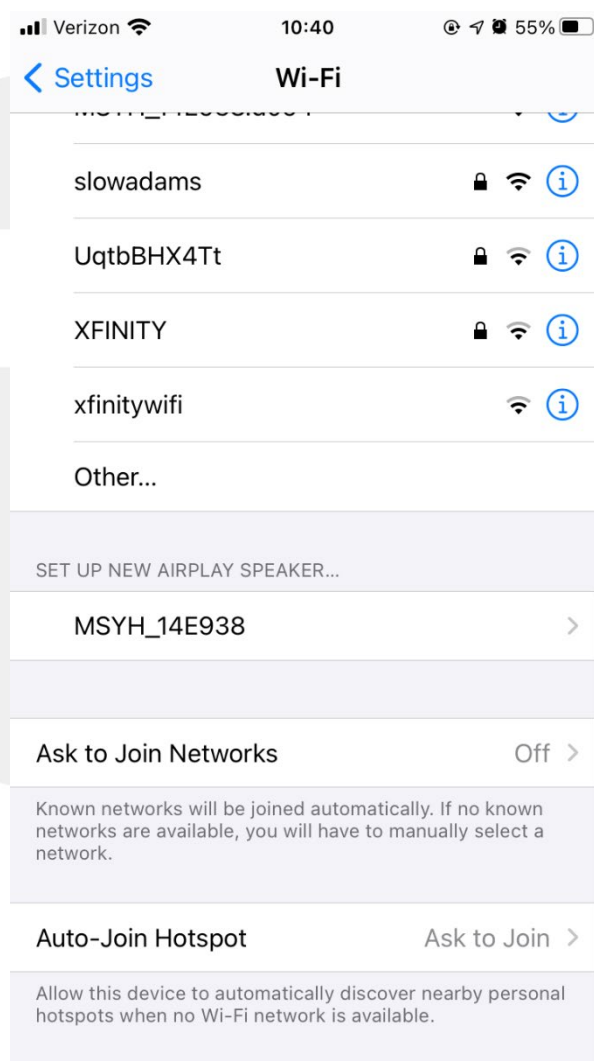 Verizon 10:40 55%
Settings Wi-Fi
slowadams
UqtbBHX4Tt
XFINITY
xfinitywifi
Other...
SET UP NEW AIRPLAY SPEAKER...
MSYH_14E938
Ask to Join Networks Off
Known networks will be joined automatically. If no known
networks are available, you will have to manually select a
network.
Auto-Join Hotspot Ask to Join
Allow this device to automatically discover nearby personal
hotspots when no Wi-Fi network is available.